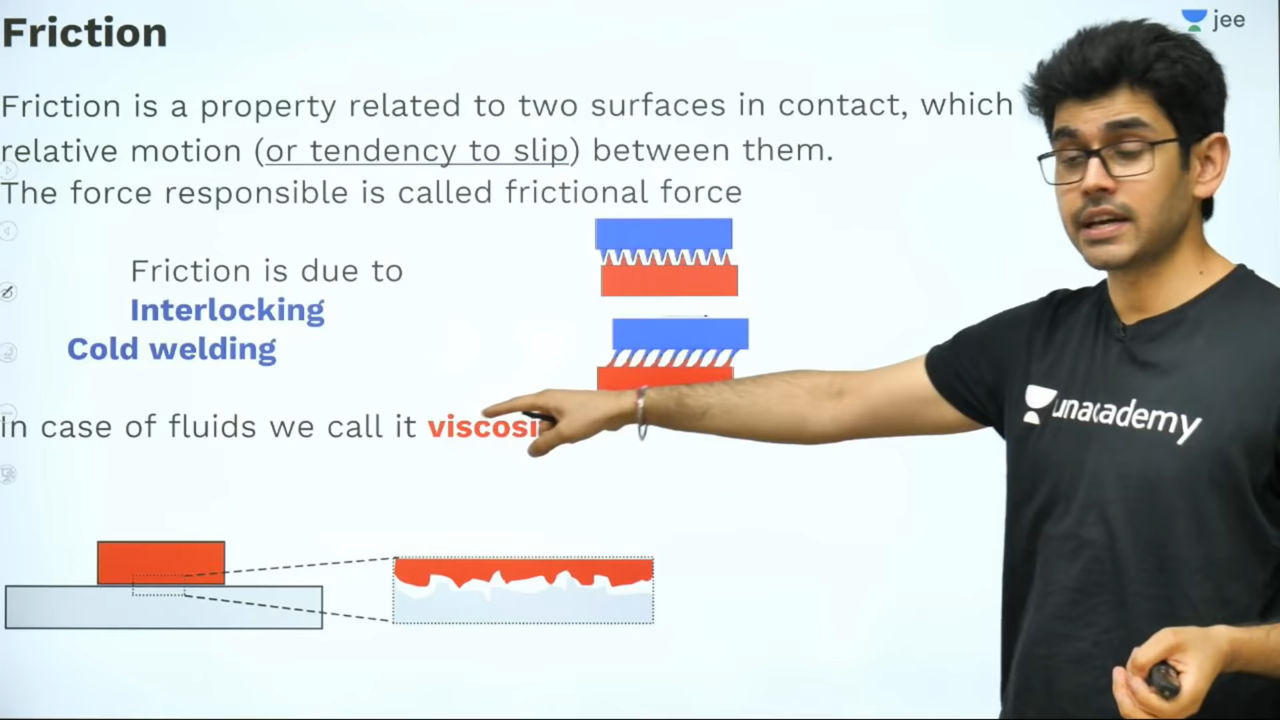 Friction
jee
Friction is a property related to two surfaces in contact, which
relative motion (or tendency to slip) between them.
The force responsible is called frictional force
Friction is due to
Interlocking
Cold welding
In case of fluids we call it viscosi
unacademy